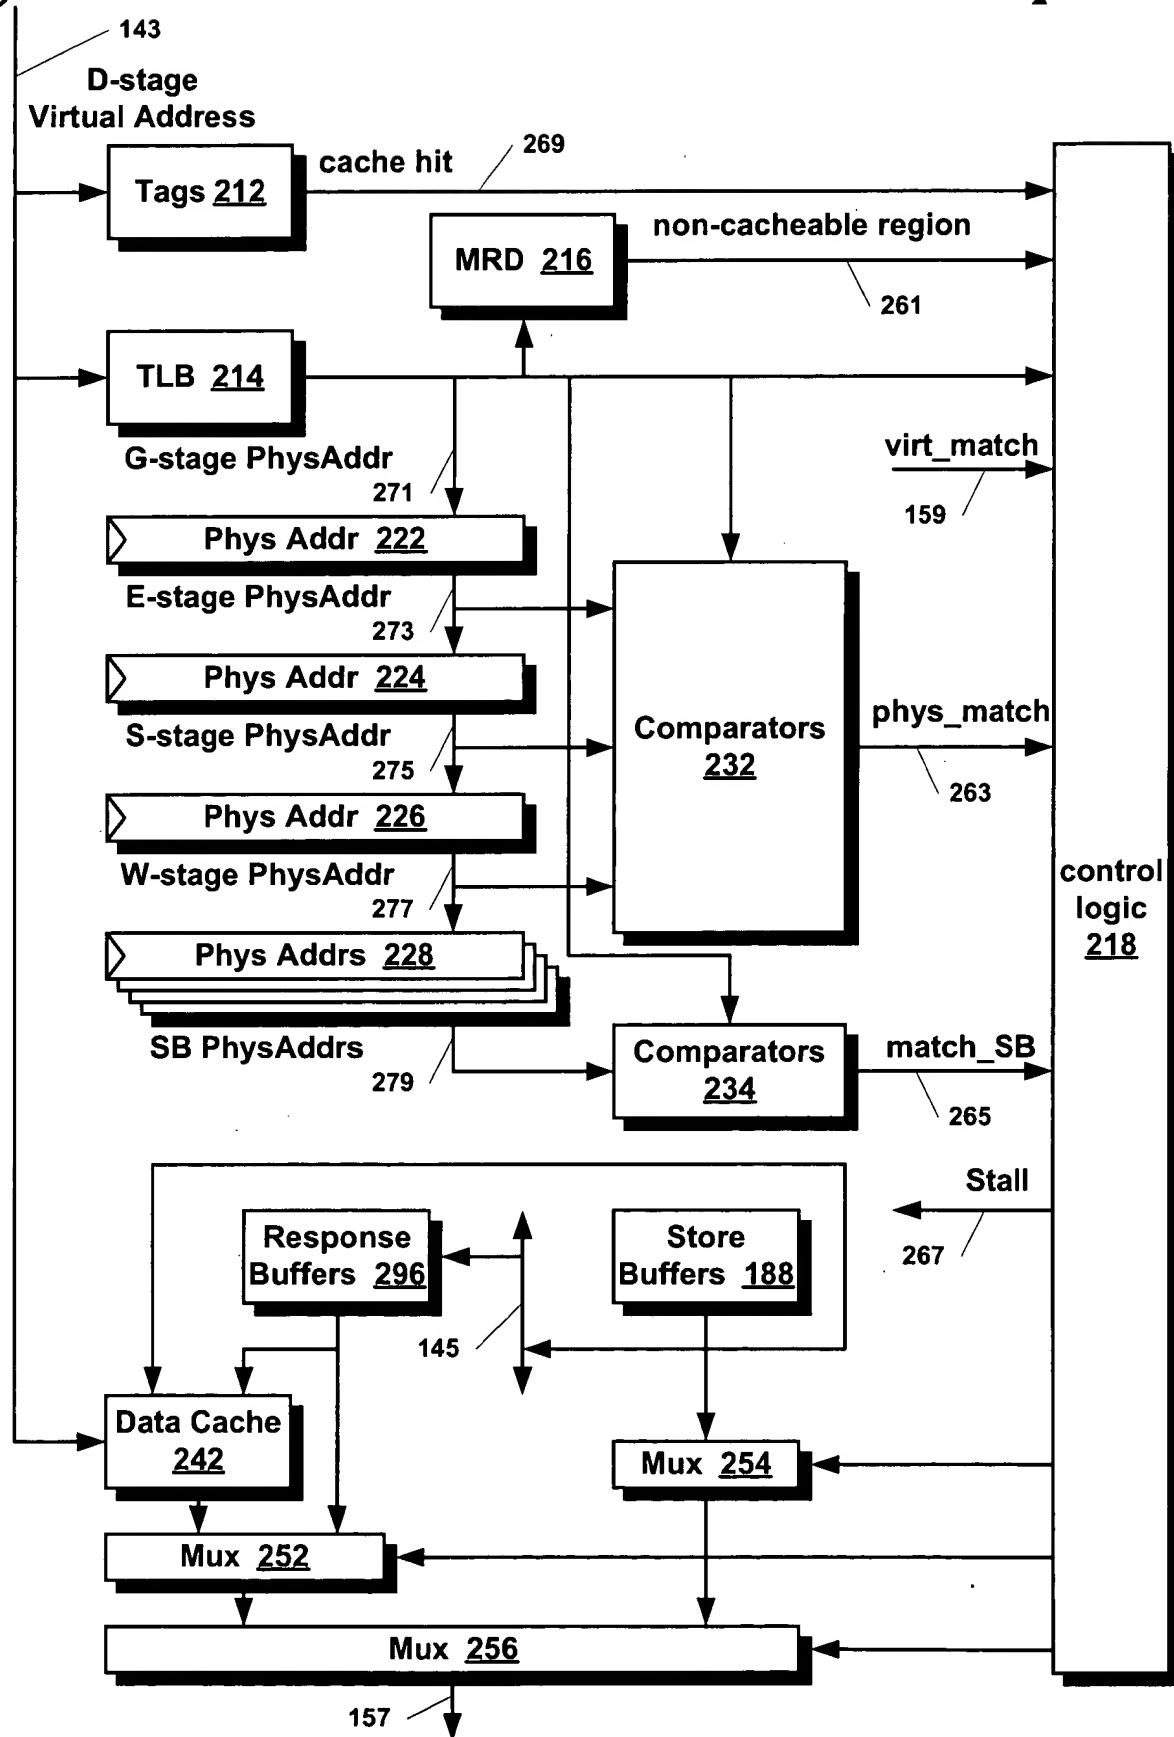 143
D-stage
Virtual Address
269
Tags 212
cache hit
non-cacheable region
MRD 216
261
TLB 214
virt_match
G-stage PhysAddr
271
159
Phys Addr 222
E-stage PhysAddr
273
Phys Addr 224
S-stage PhysAddr
275
Comparators
232
phys_match
263
Phys Addr 226
W-stage PhysAddr
277
control
logic
218
Phys Addrs 228
SB PhysAddrs
279
Comparators
234
match_SB
265
Stall
267
Response
Buffers 296
Store
Buffers 188
145
Data Cache
242
Mux 254
Mux 252
Mux 256
157